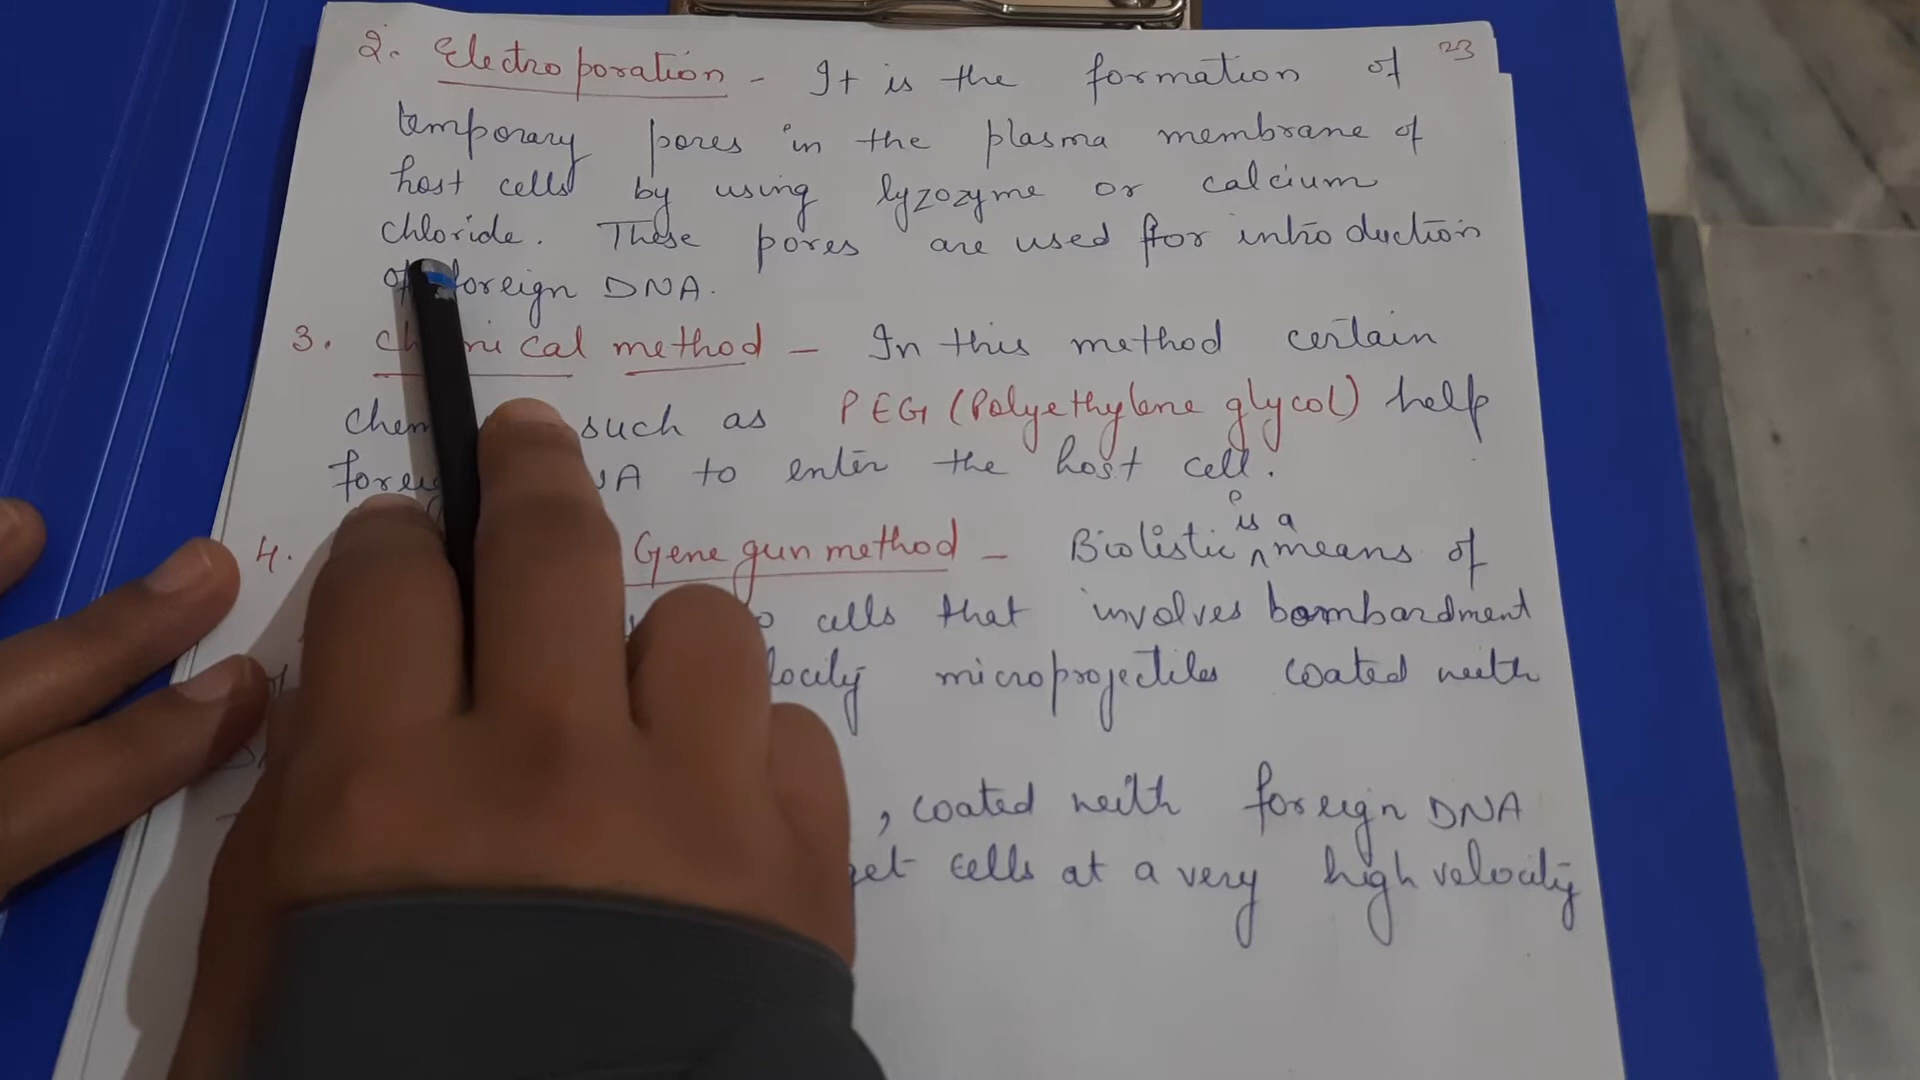 23
2. Electroporation - It is the formation of
temporary pores in the plasma membrane of
host cells by using lyzozyme or calcium
chloride. These pores are used for introduction
of foreign DNA.
3. method - In this method certain
such as PEG (Polyethylene glycol) help
to enter the host cell.
4. Gene gun method - Biolistic is a means of
cells that involves bombardment
microprojectiles coated with
, coated with foreign DNA
cells at a very high velocity